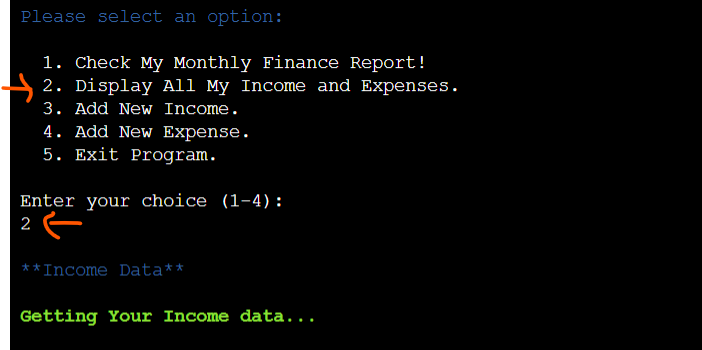 Please select an option:
1. Check My Monthly Finance Report!
2. Display All My Income and Expenses.
3. Add New Income.
4. Add New Expense.
5. Exit Program.
Enter your choice (1-4):
2
**Income Data**
Getting Your Income data...